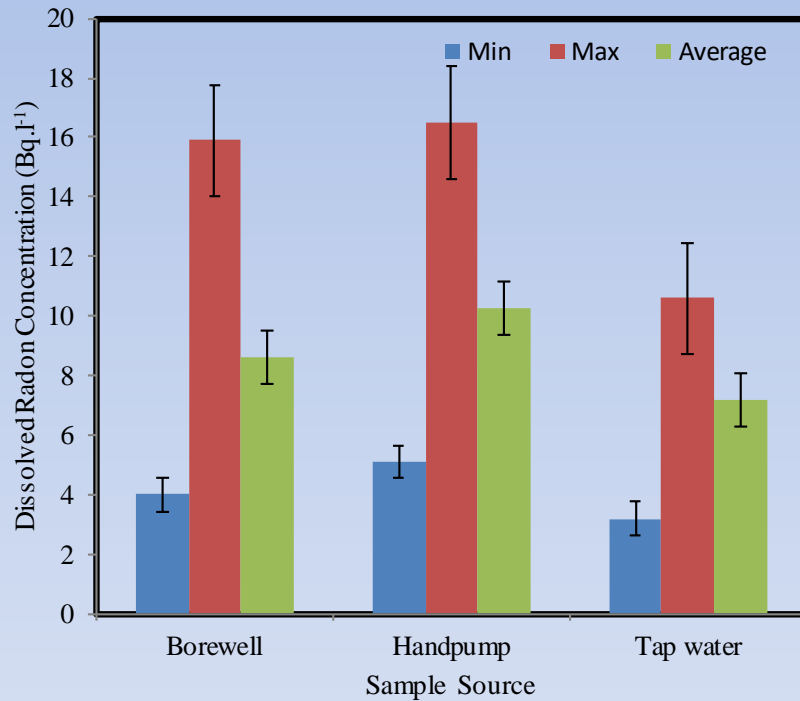 20
18
16
14
12
10
8
6
4
2
0
Dissolved Radon Concentration (Bq.l-1)
Min Max Average
Borewell Handpump Tap water
Sample Source